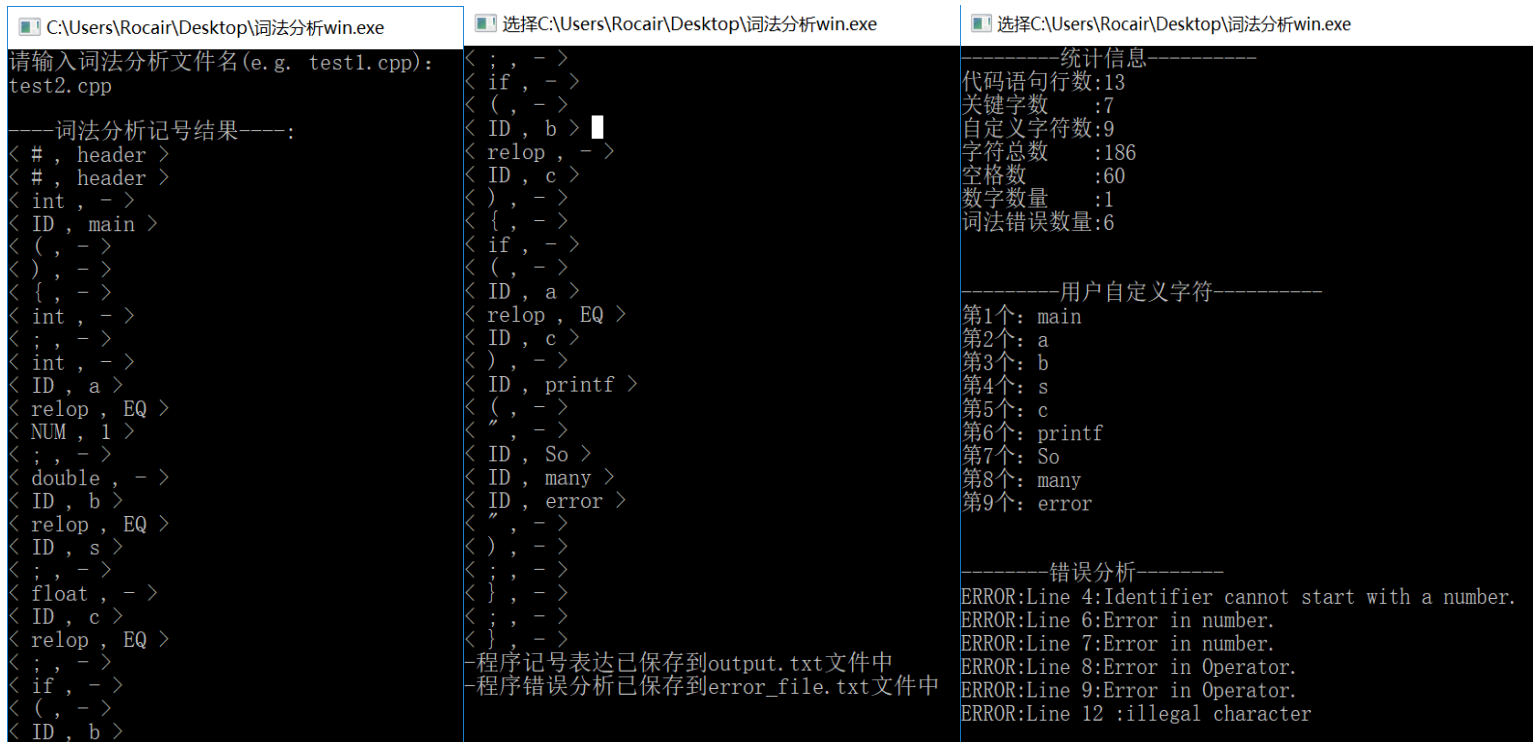 C:\Users\Rocair\Desktop\词法分析win.exe
请输入词法分析文件名(e.g. test1.cpp):
test2.cpp
----词法分析记号结果----:
< # , header >
< # , header >
< int , - >
< ID , main >
< ( , - >
< ) , - >
< { , - >
< int , - >
< ; , - >
< int , - >
< ID , a >
< relop , EQ >
< NUM , 1 >
< ; , - >
< double , - >
< ID , b >
< relop , EQ >
< ID , s >
< ; , - >
< float , - >
< ID , c >
< relop , EQ >
< ; , - >
< if , - >
< ( , - >
< ID , b >
选择C:\Users\Rocair\Desktop\词法分析win.exe
< ; , - >
< if , - >
< ( , - >
< ID , b >
< relop , - >
< ID , c >
< ) , - >
< { , - >
< if , - >
< ( , - >
< ID , a >
< relop , EQ >
< ID , c >
< ) , - >
< ID , printf >
< ( , - >
< " , - >
< ID , So >
< ID , many >
< ID , error >
< " , - >
< ) , - >
< ; , - >
< } , - >
< ; , - >
< } , - >
-程序记号表达已保存到output.txt文件中
-程序错误分析已保存到error_file.txt文件中
选择C:\Users\Rocair\Desktop\词法分析win.exe
---------统计信息----------
代码语句行数:13
关键字数    :7
自定义字符数:9
字符总数    :186
空格数      :60
数字数量    :1
词法错误数量:6
---------用户自定义字符----------
第1个: main
第2个: a
第3个: b
第4个: s
第5个: c
第6个: printf
第7个: So
第8个: many
第9个: error
--------错误分析--------
ERROR:Line 4:Identifier cannot start with a number.
ERROR:Line 6:Error in number.
ERROR:Line 7:Error in number.
ERROR:Line 8:Error in Operator.
ERROR:Line 9:Error in Operator.
ERROR:Line 12 :illegal character